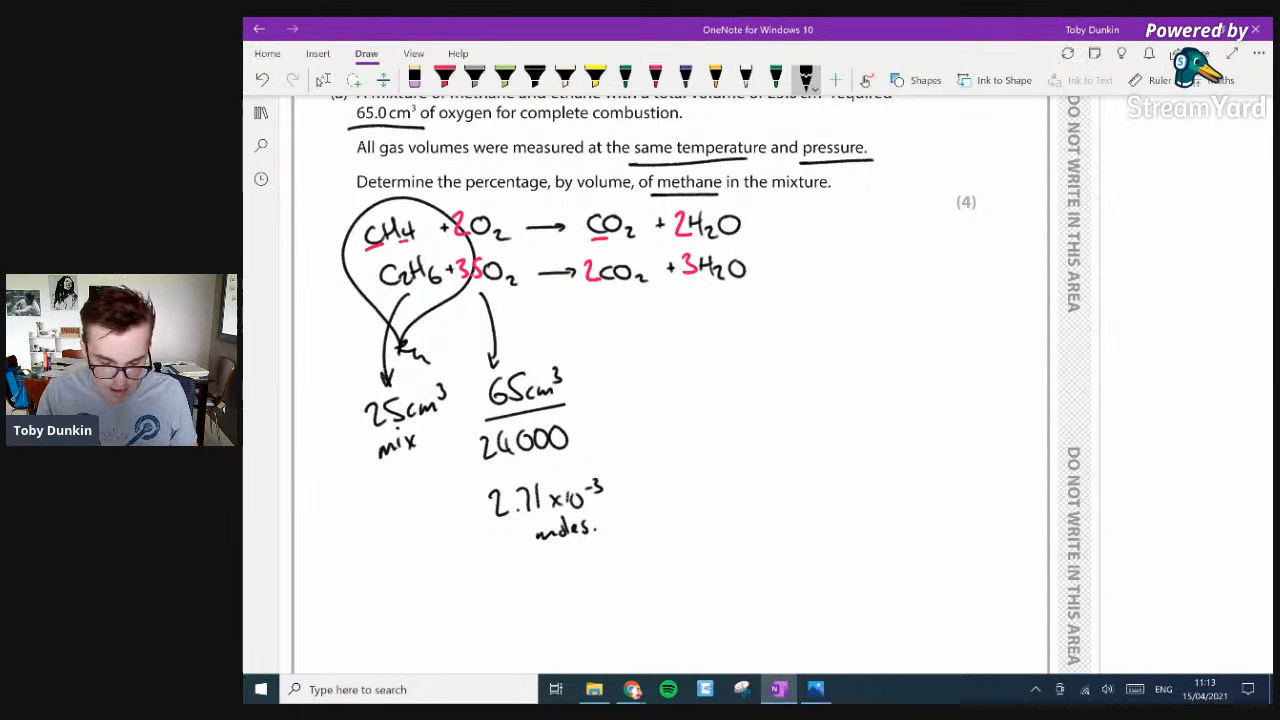 OneNote for Windows 10
Toby Dunkin
Powered by
StreamYard
Home Insert Draw View Help
Shapes Ink to Shape Ink to Text Ruler
65.0 cm³ of oxygen for complete combustion.
All gas volumes were measured at the same temperature and pressure.
Determine the percentage, by volume, of methane in the mixture.
(4)
CH4 + 2O2 → CO2 + 2H2O
C2H6 + 3.5O2 → 2CO2 + 3H2O
25cm³
mix
65cm³
24000
2.71 x10⁻³
moles.
DO NOT WRITE IN THIS AREA
DO NOT WRITE IN THIS AREA
Toby Dunkin
Type here to search
ENG
11:13
15/04/2021